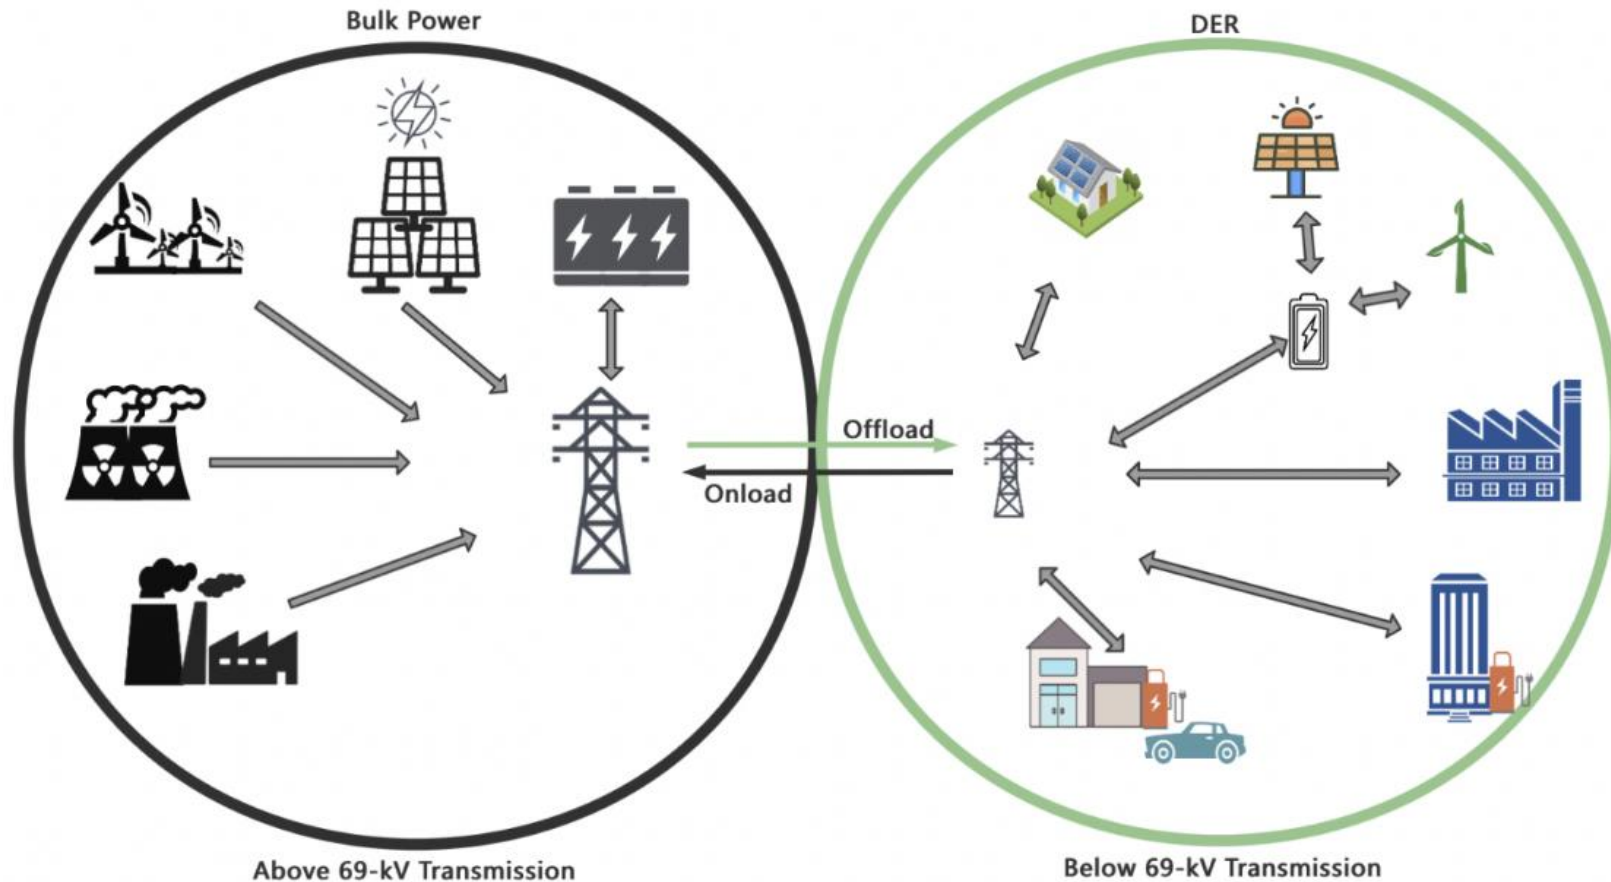 Bulk Power
DER
Offload
Onload
Above 69-kV Transmission
Below 69-kV Transmission